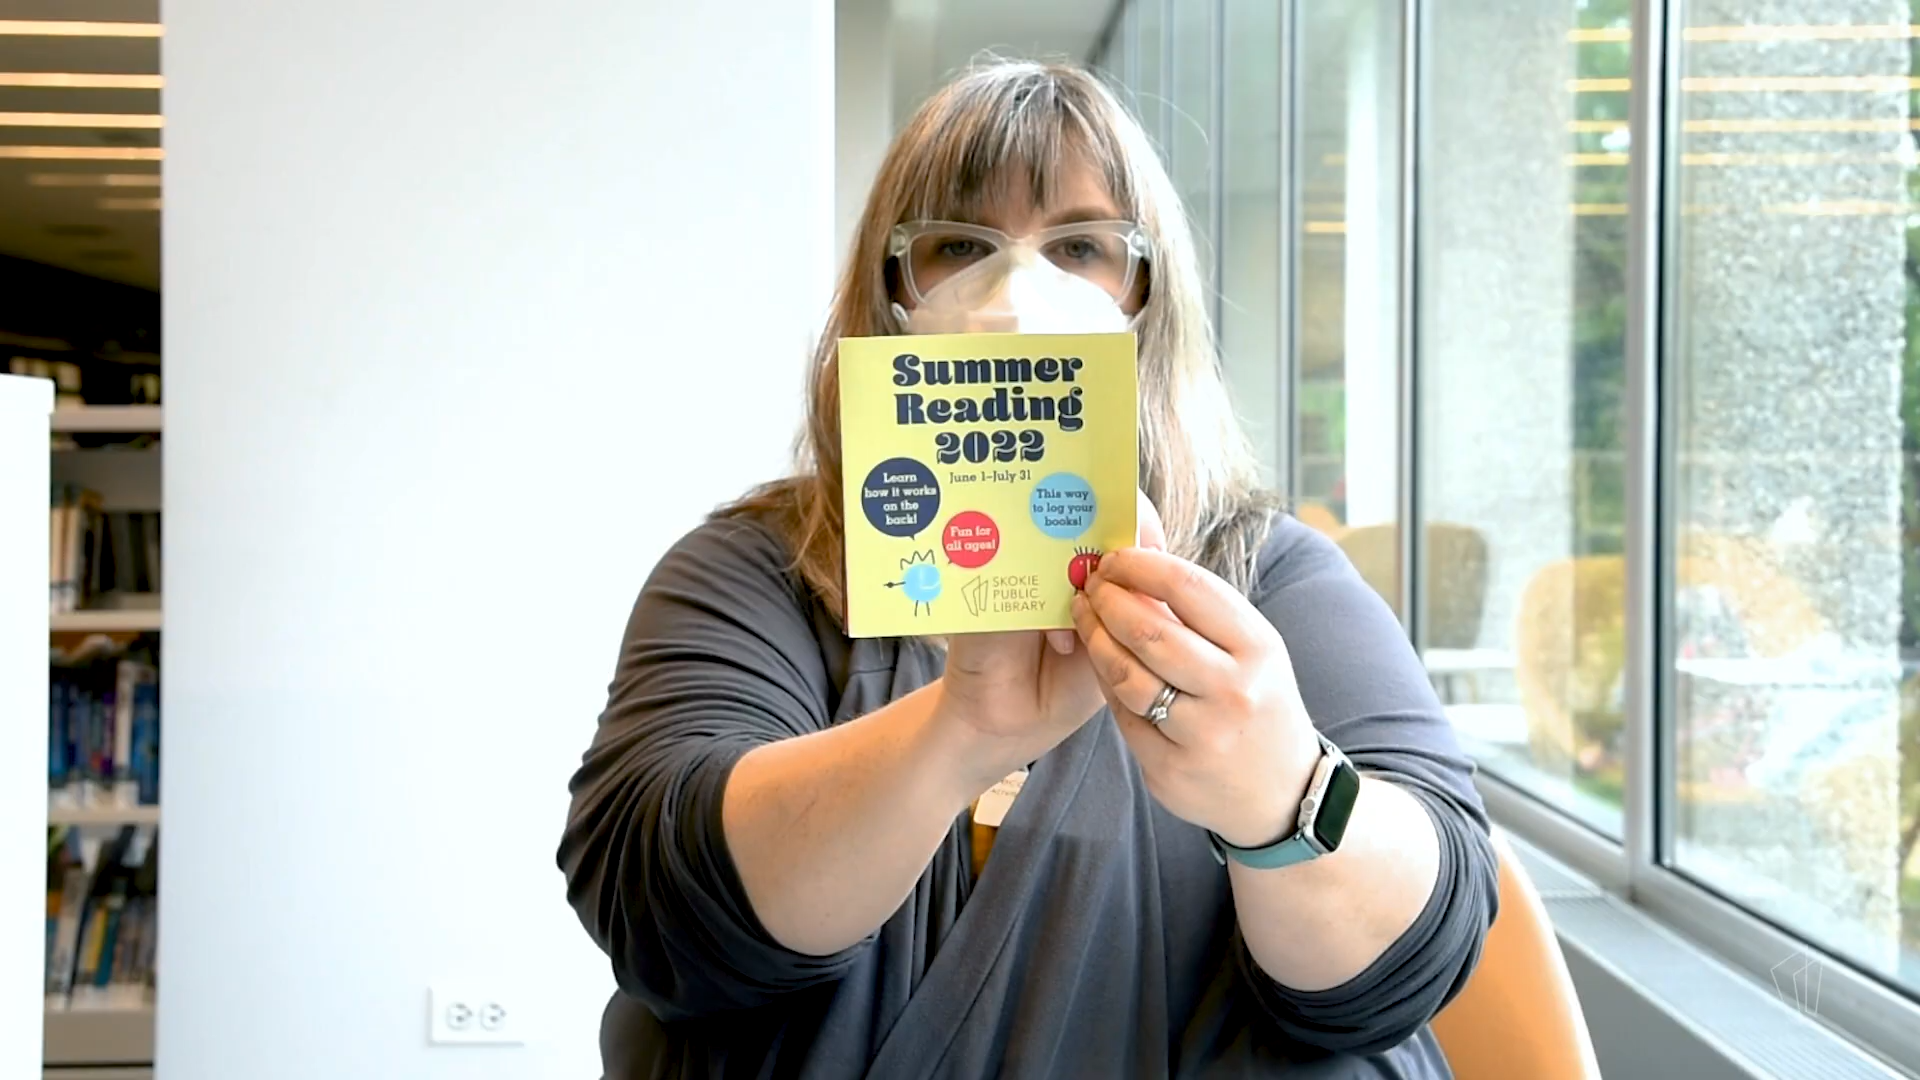 Summer
Reading
2022
June 1–July 31
Learn
how it works
on the
back!
This way
to log your
books!
Fun for
all ages!
SKOKIE
PUBLIC
LIBRARY